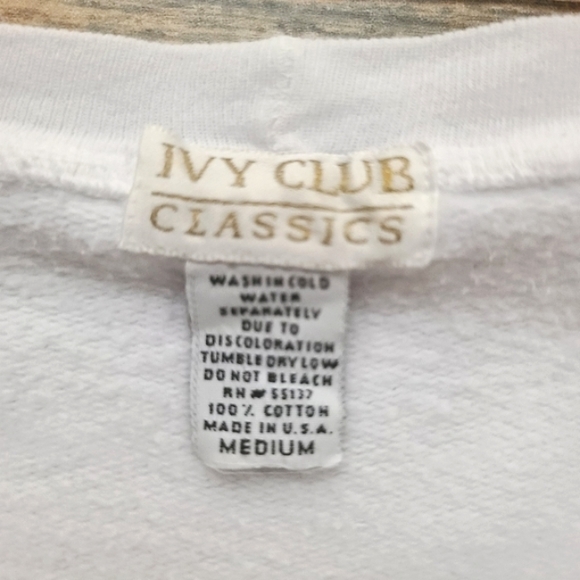 IVY CLUB
CLASSICS
WASH IN COLD
WATER
SEPARATELY
DUE TO
DISCOLORATION
TUMBLE DRY LOW
DO NOT BLEACH
RN# 55137
100% COTTON
MADE IN U.S.A.
MEDIUM